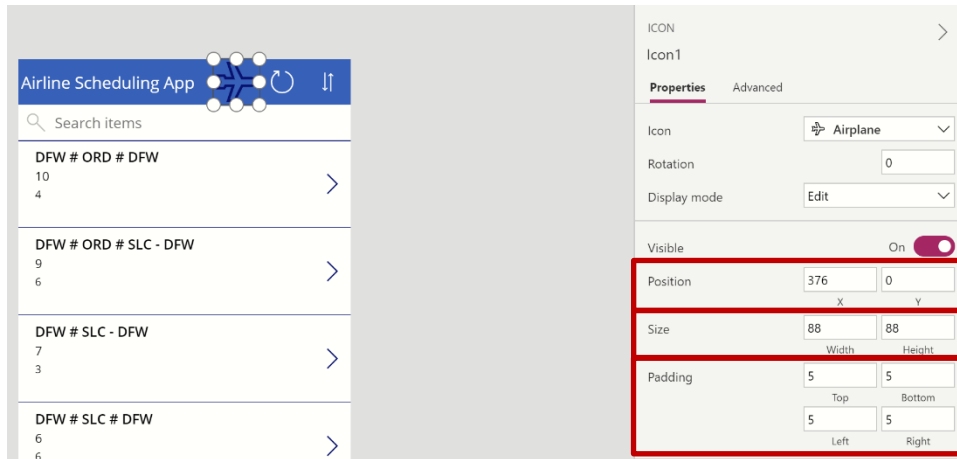 Airline Scheduling App
Search items
DFW # ORD # DFW
10
4
DFW # ORD # SLC - DFW
9
6
DFW # SLC - DFW
7
3
DFW # SLC # DFW
6
6
ICON
Icon1
Properties Advanced
Icon Airplane
Rotation 0
Display mode Edit
Visible On
Position 376 0
X Y
Size 88 88
Width Height
Padding 5 5
Top Bottom
5 5
Left Right